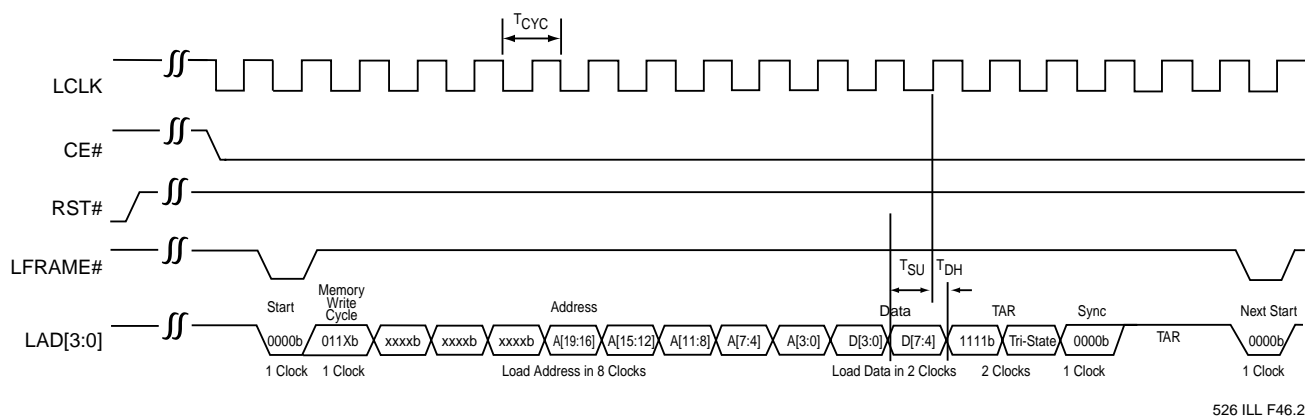 TCYC
LCLK
CE#
RST#
LFRAME#
TSU
TDH
Start
Memory
Write
Cycle
Address
Data
TAR
Sync
Next Start
LAD[3:0]
0000b
011Xb
xxxxb
xxxxb
xxxxb
A[19:16]
A[15:12]
A[11:8]
A[7:4]
A[3:0]
D[3:0]
D[7:4]
1111b
Tri-State
0000b
TAR
0000b
1 Clock
1 Clock
Load Address in 8 Clocks
Load Data in 2 Clocks
2 Clocks
1 Clock
1 Clock
526 ILL F46.2